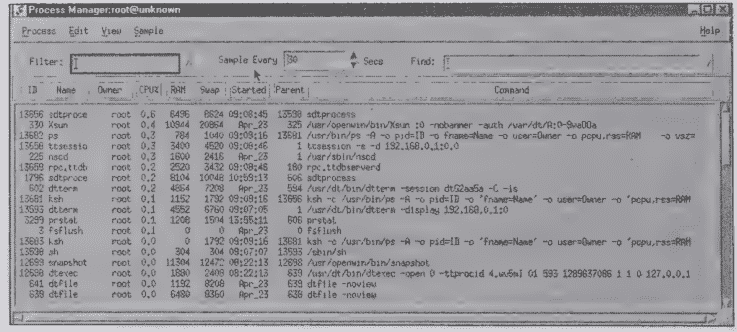 Process Manager:root@unknown
Process Edit View Sample Help
Filter: Sample Every 30 Secs Find:
ID Name Owner CPU% RAM Swap Started Parent Command
13696 sdtproce root 0.6 6496 8624 09:08:45 13598 sdtprocess
330 Xsun root 0.4 10944 20864 Apr_23 325 /usr/openwin/bin/Xsun :0 -nobanner -auth /var/dt/A:0-9vaOOa
13682 ps root 0.3 784 1040 09:09:16 13681 /usr/bin/ps -A -o pid=ID -o fname=Name -o user=Owner -o pcpu,rss=RAM -o vsz=
13656 ttsessio root 0.3 3400 4520 09:08:46 1 ttsession -s -d 192.168.0.1:0.0
225 nscd root 0.3 1600 2416 Apr_23 1 /usr/sbin/nscd
13659 rpc.ttdb root 0.2 2520 3432 09:08:48 180 rpc.ttdbserverd
1796 sdtproce root 0.2 8104 10048 10:59:13 606 sdtprocess
602 dtterm root 0.2 4864 7208 Apr_23 594 /usr/dt/bin/dtterm -session dtG2aaSa -C -ls
13681 ksh root 0.1 1152 1792 09:09:16 13656 ksh -c /usr/bin/ps -A -o pid=ID -o 'fname=Name' -o user=Owner -o 'pcpu,rss=RAM
13593 dtterm root 0.1 4552 6760 09:07:05 1 /usr/dt/bin/dtterm -display 192.168.0.1:0
3299 prstat root 0.1 1208 1504 13:55:11 606 prstat
3 fsflush root 0.1 0 0 Apr_23 0 fsflush
13683 ksh root 0.0 0 1792 09:09:16 13681 ksh -c /usr/bin/ps -A -o pid=ID -o 'fname=Name' -o user=Owner -o 'pcpu,rss=RAM
13598 sh root 0.0 304 304 09:07:07 13593 /sbin/sh
12699 snapshot root 0.0 11304 12472 08:22:13 12698 /usr/openwin/bin/snapshot
12698 dtexec root 0.0 1880 2408 08:22:13 639 /usr/dt/bin/dtexec -open 0 -ttprocid 01 593 1289637086 1 1 0 127.0.0.1
641 dtfile root 0.0 1192 8208 Apr_23 639 dtfile -noview
639 dtfile root 0.0 6480 8360 Apr_23 638 dtfile -noview